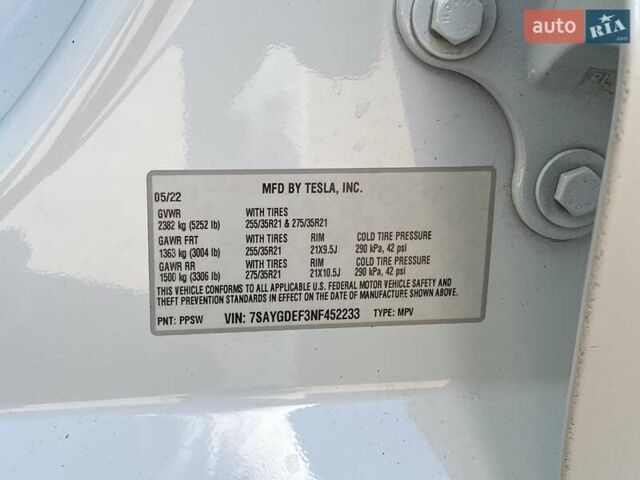 auto RIA
05/22 MFD BY TESLA, INC.
GVWR WITH TIRES
2382 kg (5252 lb) 255/35R21 & 275/35R21
GAWR FRT WITH TIRES RIM COLD TIRE PRESSURE
1363 kg (3004 lb) 255/35R21 21X9.5J 290 kPa, 42 psi
GAWR RR WITH TIRES RIM COLD TIRE PRESSURE
1500 kg (3306 lb) 275/35R21 21X10.5J 290 kPa, 42 psi
THIS VEHICLE CONFORMS TO ALL APPLICABLE U.S. FEDERAL MOTOR VEHICLE SAFETY
AND THEFT PREVENTION STANDARDS IN EFFECT ON THE DATE OF MANUFACTURE SHOWN ABOVE.
PNT: PPSW VIN: 7SAYGDEF3NF452233 TYPE: MPV